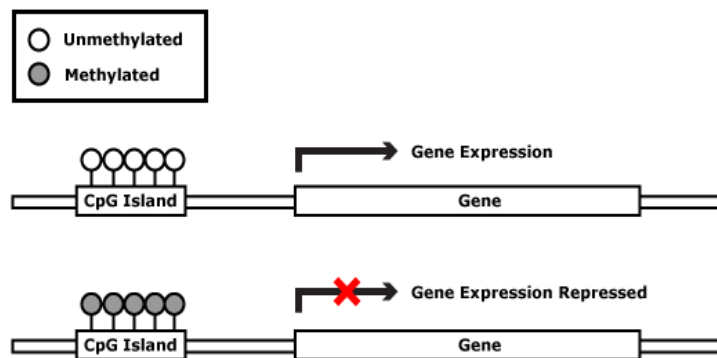 Unmethylated
Methylated
Gene Expression
CpG Island
Gene
Gene Expression Repressed
CpG Island
Gene